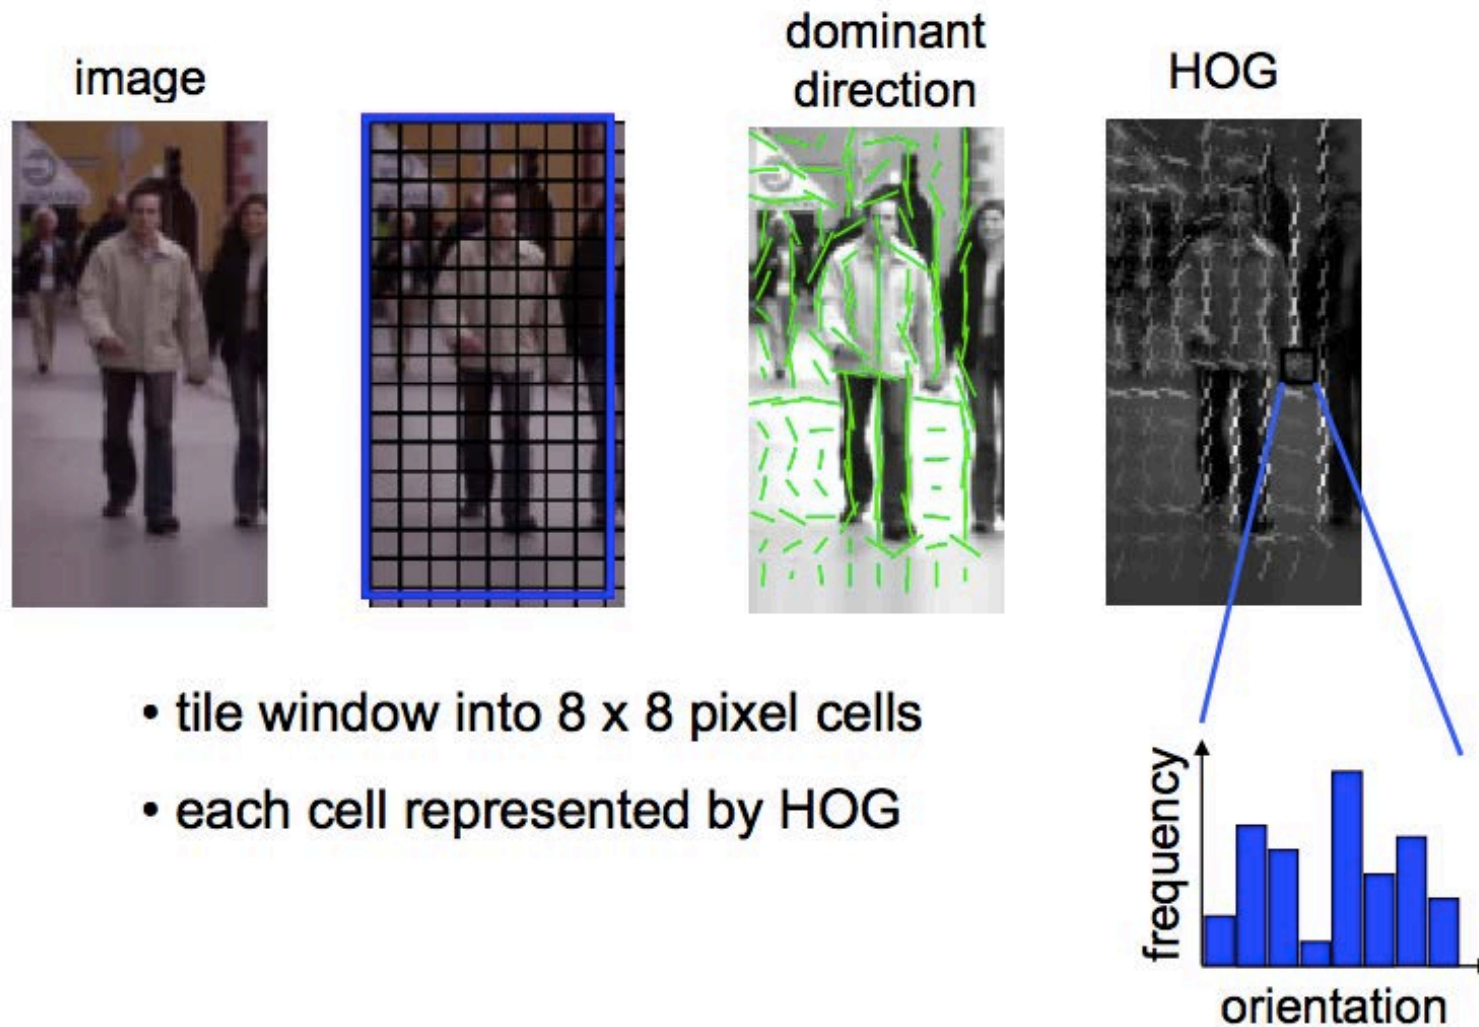 image
dominant
direction
HOG
• tile window into 8 x 8 pixel cells
• each cell represented by HOG
frequency
orientation